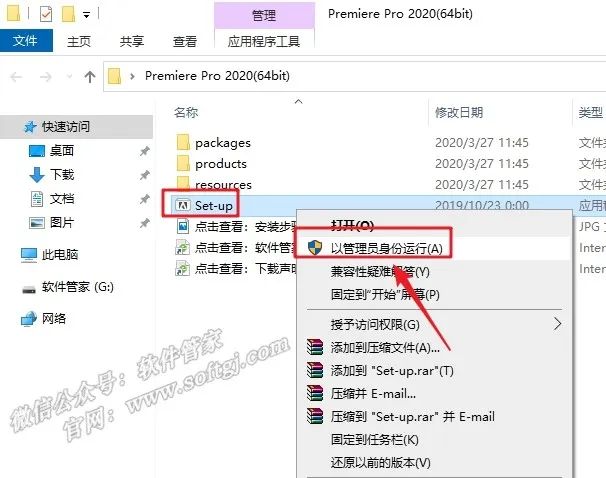 管理
Premiere Pro 2020(64bit)
文件
主页
共享
查看
应用程序工具
Premiere Pro 2020(64bit)
名称
修改日期
类型
快速访问
桌面
下载
文档
图片
此电脑
软件管家 (G:)
网络
packages
2020/3/27 11:45
文件夹
products
2020/3/27 11:45
文件夹
resources
2020/3/27 11:45
文件夹
Set-up
2019/10/23 0:00
应用
点击查看：安装步骤
JPG
点击查看：软件管家
Intern
点击查看：下载声明
Intern
打开(O)
以管理员身份运行(A)
兼容性疑难解答(Y)
固定到"开始"屏幕(P)
授予访问权限(G)
添加到压缩文件(A)...
添加到 "Set-up.rar"(T)
压缩并 E-mail...
压缩到 "Set-up.rar" 并 E-mail
固定到任务栏(K)
还原以前的版本(V)
微信公众号：软件管家
官网：www.softgj.com